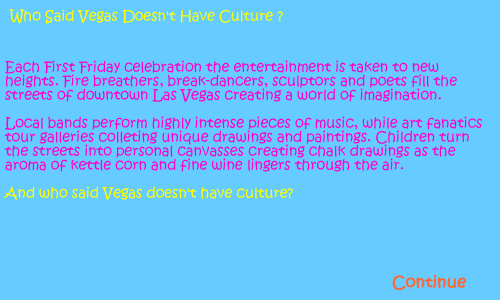 Who Said Vegas Doesn't Have Culture ?
Each First Friday celebration the entertainment is taken to new
heights. Fire breathers, break-dancers, sculptors and poets fill the
streets of downtown Las Vegas creating a world of imagination.
Local bands perform highly intense pieces of music, while art fanatics
tour galleries colleting unique drawings and paintings. Children turn
the streets into personal canvasses creating chalk drawings as the
aroma of kettle corn and fine wine lingers through the air.
And who said Vegas doesn't have culture?
Continue